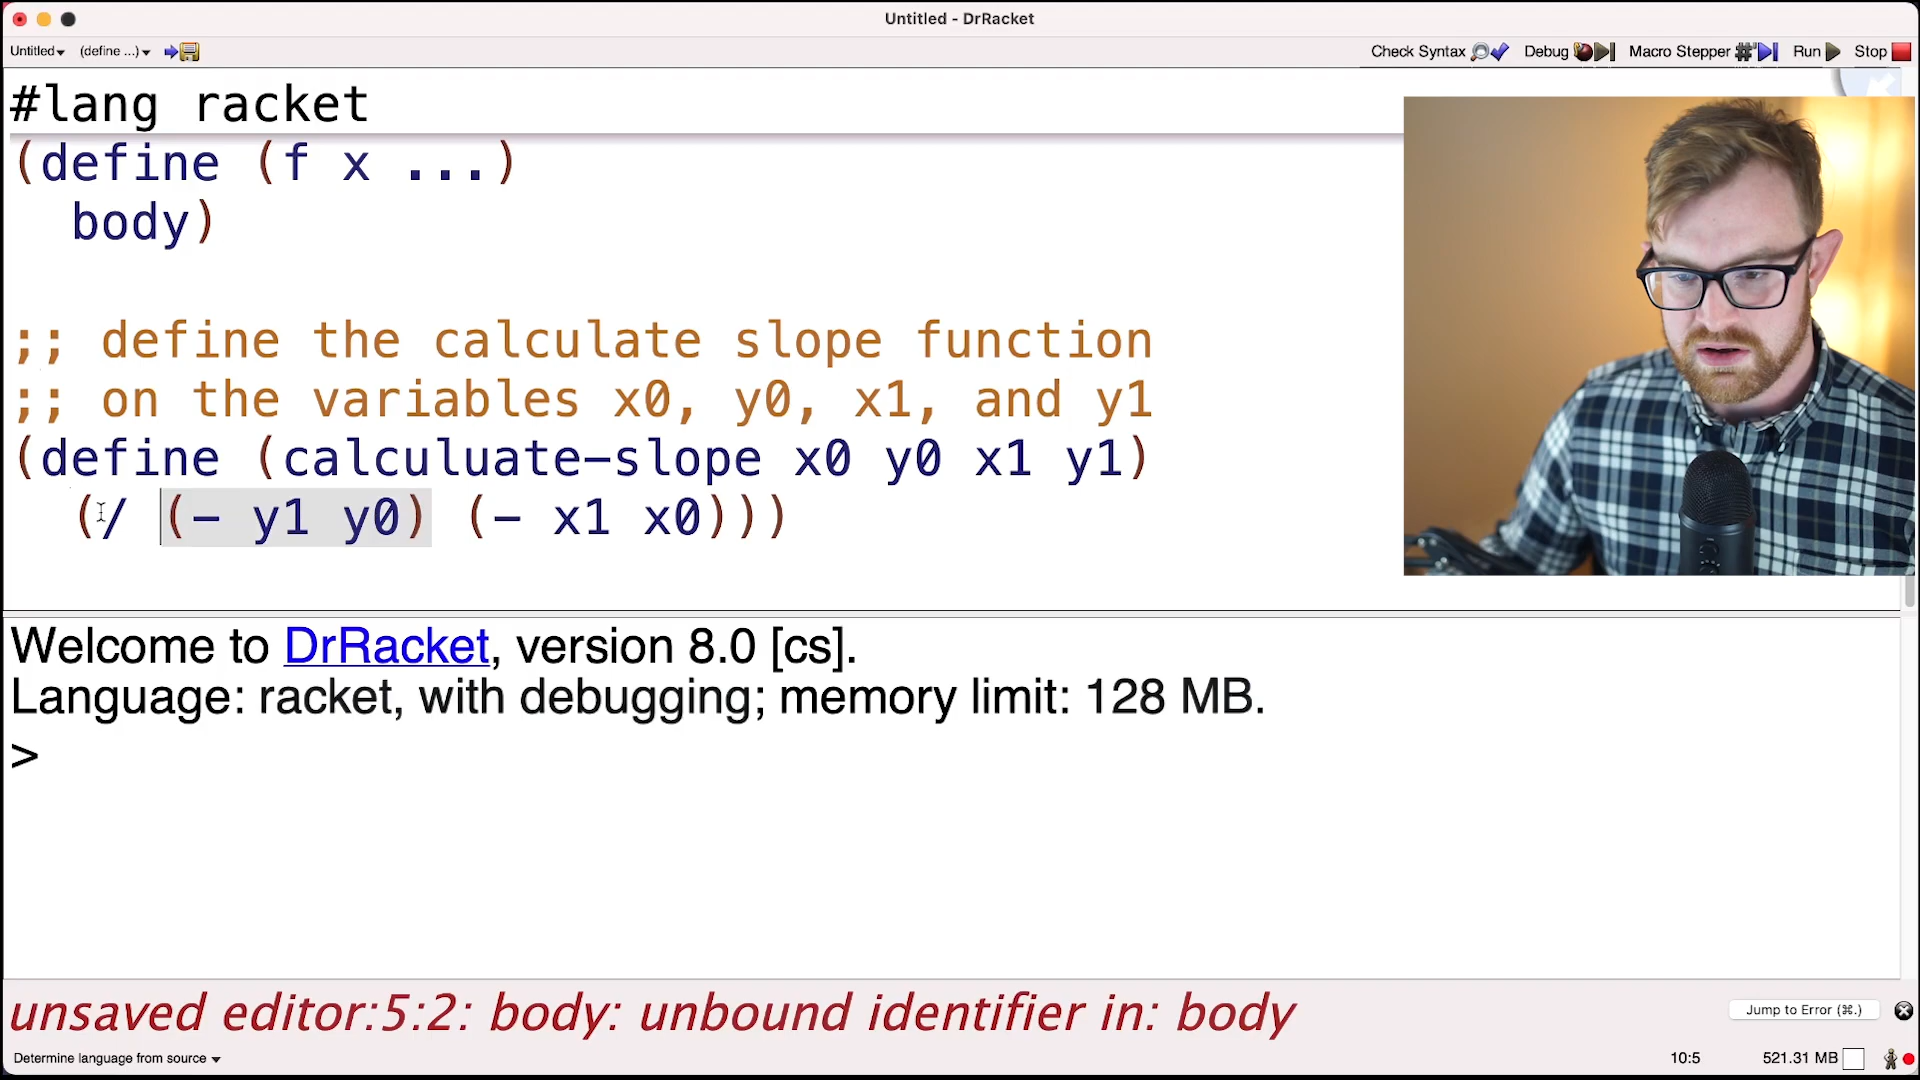 Untitled - DrRacket
Untitled (define ...) Check Syntax Debug Macro Stepper Run Stop
#lang racket
(define (f x ...)
body)
;; define the calculate slope function
;; on the variables x0, y0, x1, and y1
(define (calculuate-slope x0 y0 x1 y1)
(/ (- y1 y0) (- x1 x0)))
Welcome to DrRacket, version 8.0 [cs].
Language: racket, with debugging; memory limit: 128 MB.
>
unsaved editor:5:2: body: unbound identifier in: body
Jump to Error (⌘.)
Determine language from source 10:5 521.31 MB